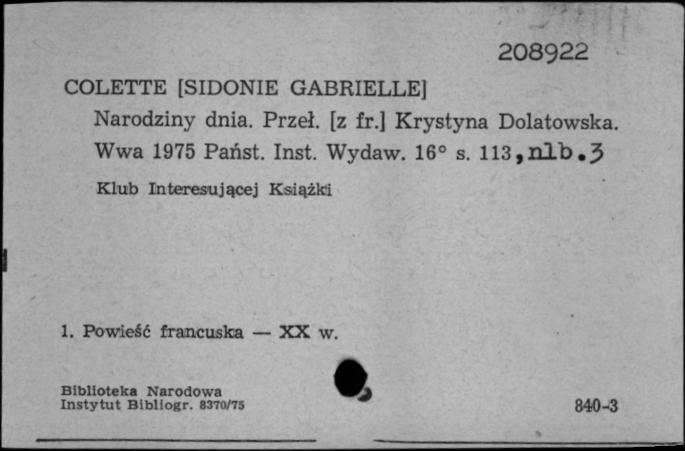 208922
COLETTE [SIDONIE GABRIELLE]
Narodziny dnia. Przeł. [z fr.] Krystyna Dolatowska.
Wwa 1975 Państ. Inst. Wydaw. 16° s. 113, nlb. 3
Klub Interesującej Książki
1. Powieść francuska — XX w.
Biblioteka Narodowa
Instytut Bibliogr. 8370/75
840-3